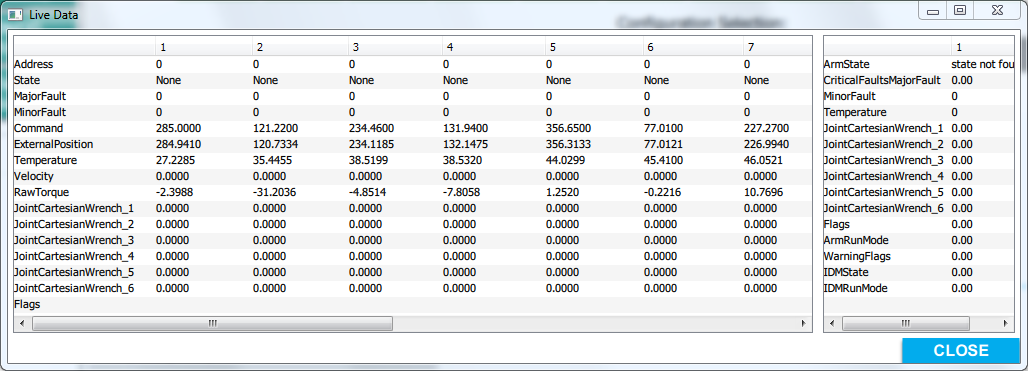 Live Data
Configuration Selection:
1 2 3 4 5 6 7
Address 0 0 0 0 0 0 0
State None None None None None None None
MajorFault 0 0 0 0 0 0 0
MinorFault 0 0 0 0 0 0 0
Command 285.0000 121.2200 234.4600 131.9400 356.6500 77.0100 227.2700
ExternalPosition 284.9410 120.7334 234.1185 132.1475 356.3133 77.0121 226.9940
Temperature 27.2285 35.4455 38.5199 38.5320 44.0299 45.4100 46.0521
Velocity 0.0000 0.0000 0.0000 0.0000 0.0000 0.0000 0.0000
RawTorque -2.3988 -31.2036 -4.8514 -7.8058 1.2520 -0.2216 10.7696
JointCartesianWrench_1 0.0000 0.0000 0.0000 0.0000 0.0000 0.0000 0.0000
JointCartesianWrench_2 0.0000 0.0000 0.0000 0.0000 0.0000 0.0000 0.0000
JointCartesianWrench_3 0.0000 0.0000 0.0000 0.0000 0.0000 0.0000 0.0000
JointCartesianWrench_4 0.0000 0.0000 0.0000 0.0000 0.0000 0.0000 0.0000
JointCartesianWrench_5 0.0000 0.0000 0.0000 0.0000 0.0000 0.0000 0.0000
JointCartesianWrench_6 0.0000 0.0000 0.0000 0.0000 0.0000 0.0000 0.0000
Flags
1
ArmState state not fou
CriticalFaultsMajorFault 0.00
MinorFault 0
Temperature 0
JointCartesianWrench_1 0.00
JointCartesianWrench_2 0.00
JointCartesianWrench_3 0.00
JointCartesianWrench_4 0.00
JointCartesianWrench_5 0.00
JointCartesianWrench_6 0.00
Flags 0.00
ArmRunMode 0.00
WarningFlags 0.00
IDMState 0.00
IDMRunMode 0.00
CLOSE